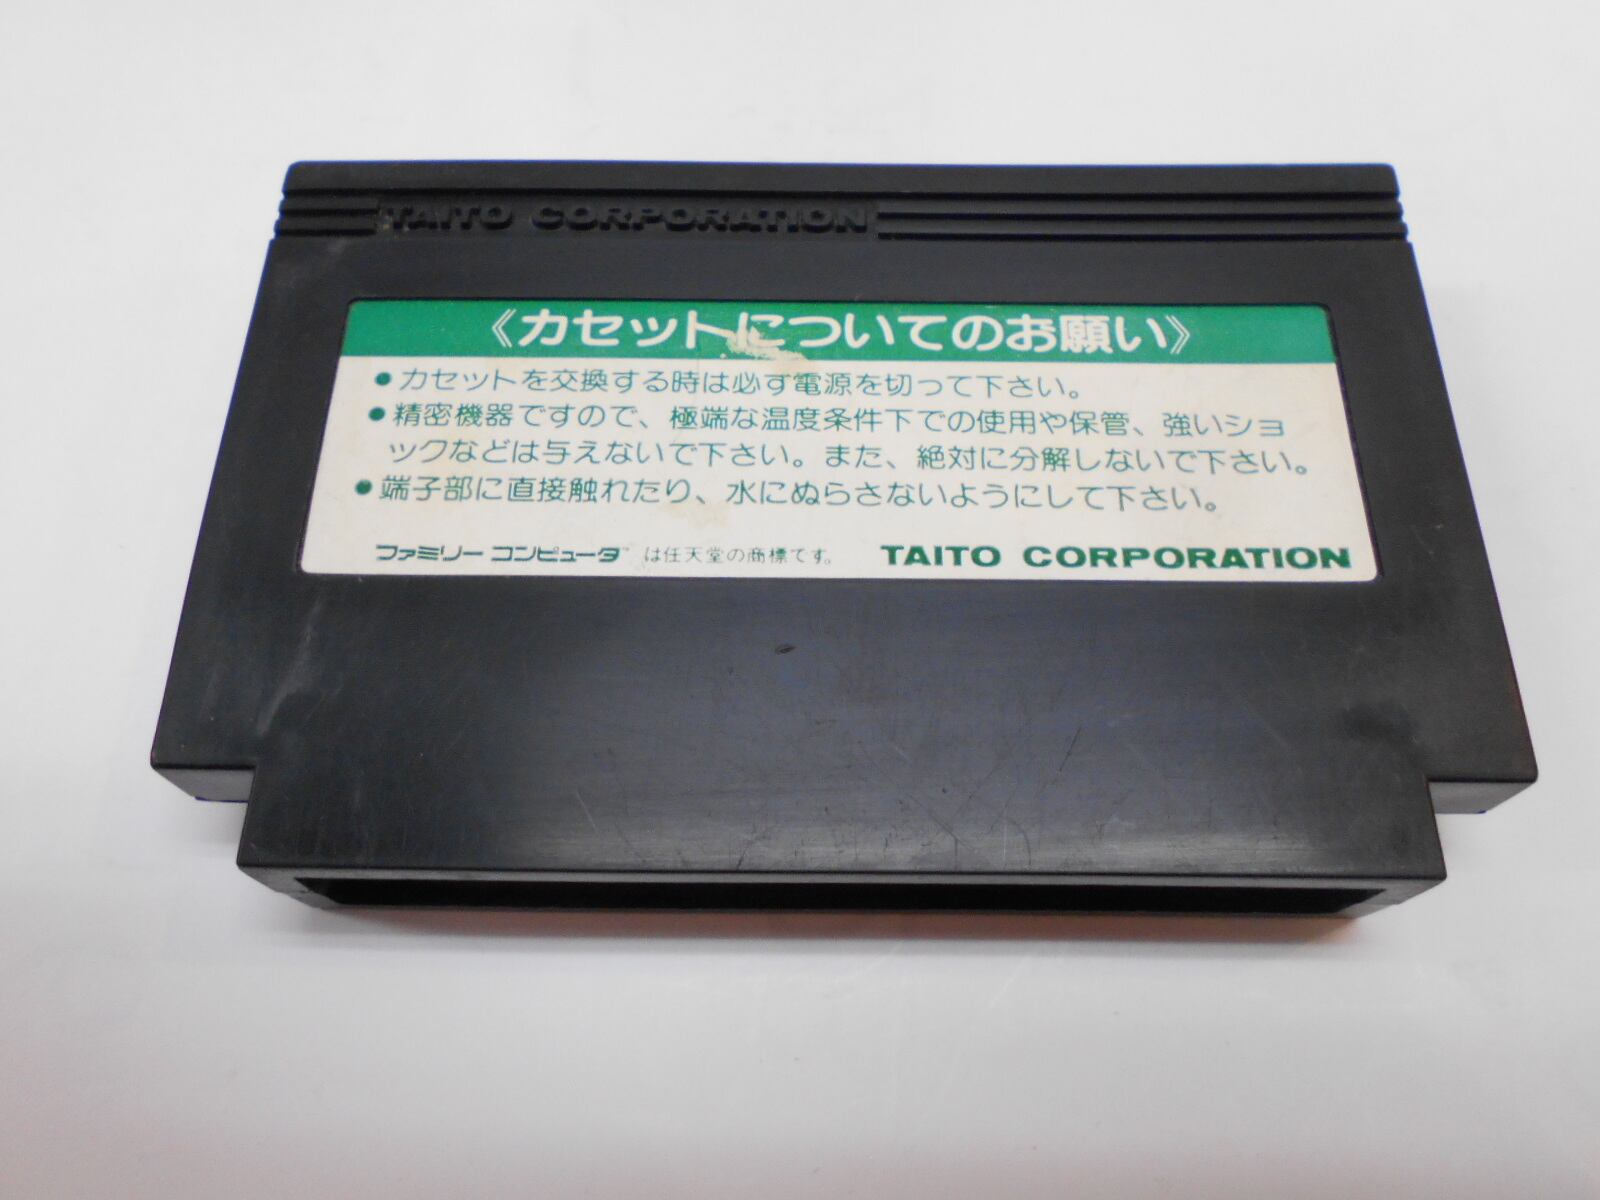 TAITO CORPORATION
《カセットについてのお願い》
●カセットを交換する時は必ず電源を切って下さい。
●精密機器ですので、極端な温度条件下での使用や保管、強いショ
ックなどは与えないで下さい。また、絶対に分解しないで下さい。
●端子部に直接触れたり、水にぬらさないようにして下さい。
ファミリーコンピュータ™は任天堂の商標です。 TAITO CORPORATION